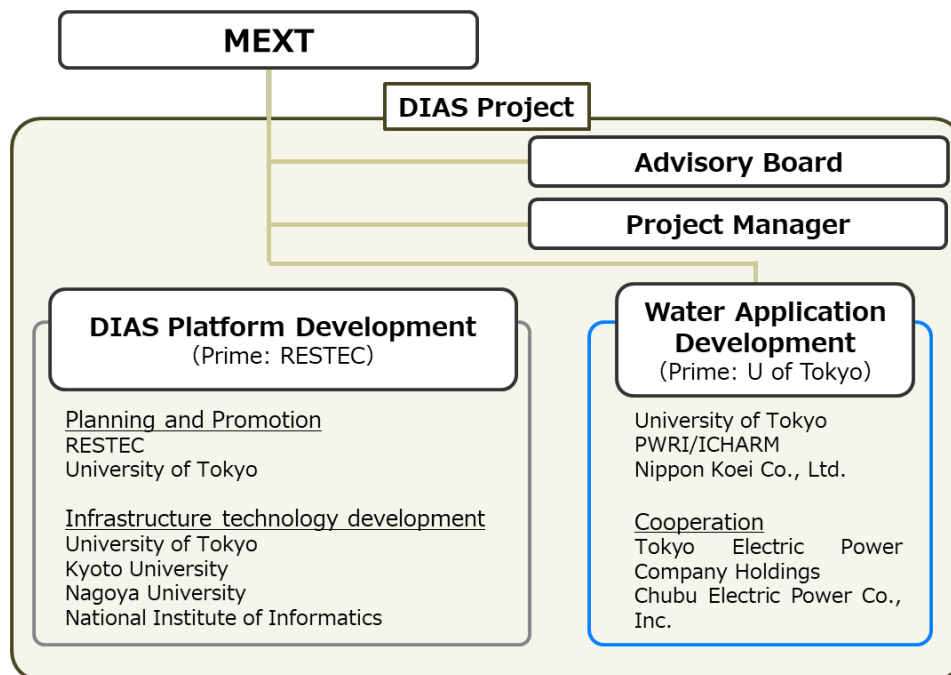 MEXT
DIAS Project
Advisory Board
Project Manager
DIAS Platform Development
(Prime: RESTEC)
Planning and Promotion
RESTEC
University of Tokyo
Infrastructure technology development
University of Tokyo
Kyoto University
Nagoya University
National Institute of Informatics
Water Application
Development
(Prime: U of Tokyo)
University of Tokyo
PWRI/ICHARM
Nippon Koei Co., Ltd.
Cooperation
Tokyo Electric Power
Company Holdings
Chubu Electric Power Co.,
Inc.